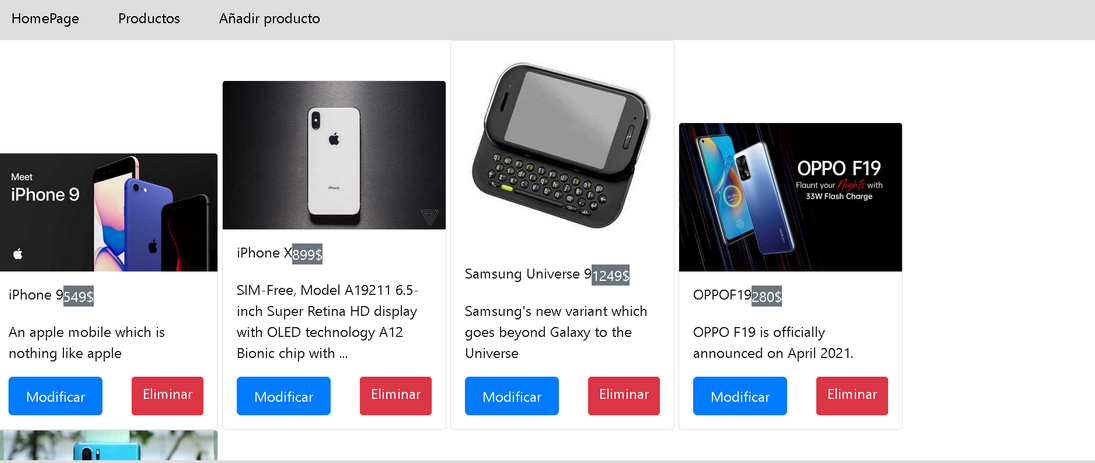 HomePage Productos Añadir producto
Meet
iPhone 9
iPhone 9 549$
An apple mobile which is
nothing like apple
Modificar Eliminar
iPhone
iPhone X 899$
SIM-Free, Model A19211 6.5-
inch Super Retina HD display
with OLED technology A12
Bionic chip with ...
Modificar Eliminar
Samsung Universe 9 1249$
Samsung's new variant which
goes beyond Galaxy to the
Universe
Modificar Eliminar
OPPO F19
Flaunt your Nights with
33W Flash Charge
OPPOF19 280$
OPPO F19 is officially
announced on April 2021.
Modificar Eliminar